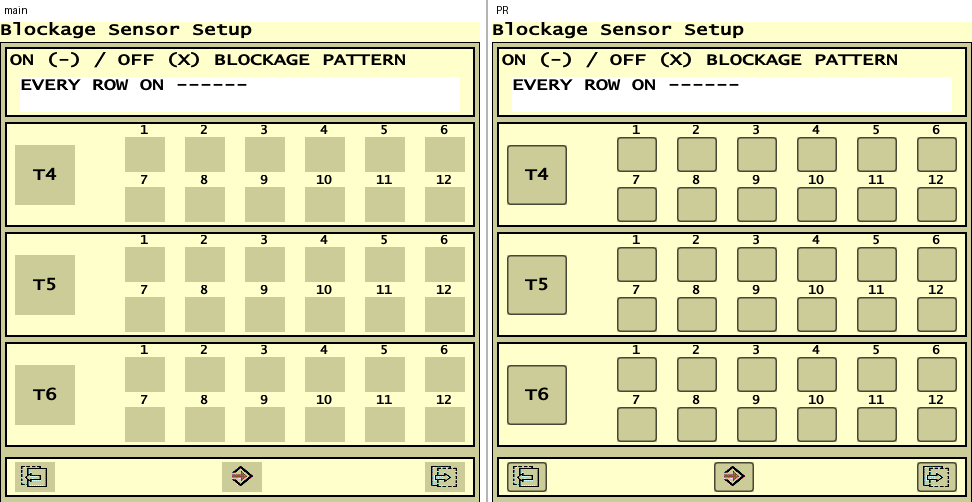 main
Blockage Sensor Setup
ON (-) / OFF (X) BLOCKAGE PATTERN
EVERY ROW ON ------
1 2 3 4 5 6
T4
7 8 9 10 11 12
1 2 3 4 5 6
T5
7 8 9 10 11 12
1 2 3 4 5 6
T6
7 8 9 10 11 12
PR
Blockage Sensor Setup
ON (-) / OFF (X) BLOCKAGE PATTERN
EVERY ROW ON ------
1 2 3 4 5 6
T4
7 8 9 10 11 12
1 2 3 4 5 6
T5
7 8 9 10 11 12
1 2 3 4 5 6
T6
7 8 9 10 11 12